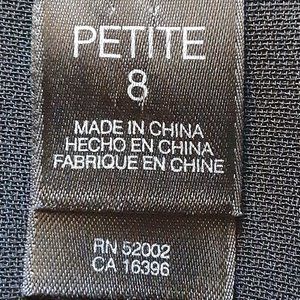 PETITE
8
MADE IN CHINA
HECHO EN CHINA
FABRIQUE EN CHINE
RN 52002
CA 16396